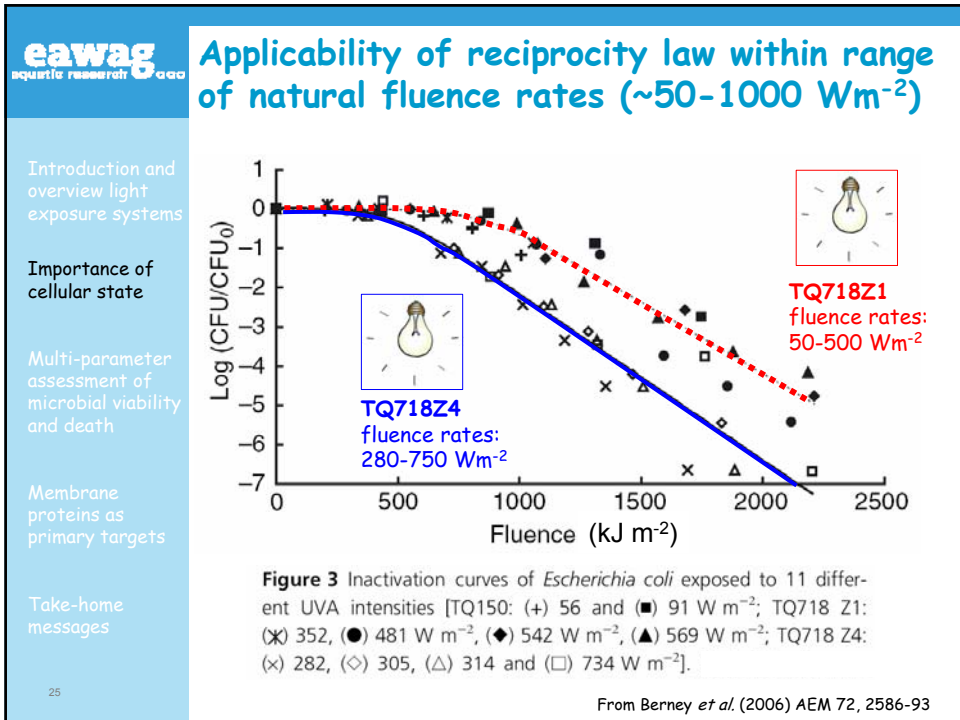 eawag
aquatic research
Applicability of reciprocity law within range
of natural fluence rates (~50-1000 Wm⁻²)
Introduction and
overview light
exposure systems
Importance of
cellular state
Multi-parameter
assessment of
microbial viability
and death
Membrane
proteins as
primary targets
Take-home
messages
25
Log (CFU/CFU₀)
1
0
−1
−2
−3
−4
−5
−6
−7
0 500 1000 1500 2000 2500
Fluence (kJ m⁻²)
TQ718Z4
fluence rates:
280-750 Wm⁻²
TQ718Z1
fluence rates:
50-500 Wm⁻²
Figure 3 Inactivation curves of Escherichia coli exposed to 11 differ-
ent UVA intensities [TQ150: (+) 56 and (■) 91 W m⁻²; TQ718 Z1:
(ж) 352, (●) 481 W m⁻², (◆) 542 W m⁻², (▲) 569 W m⁻²; TQ718 Z4:
(×) 282, (◇) 305, (△) 314 and (□) 734 W m⁻²].
From Berney et al. (2006) AEM 72, 2586-93